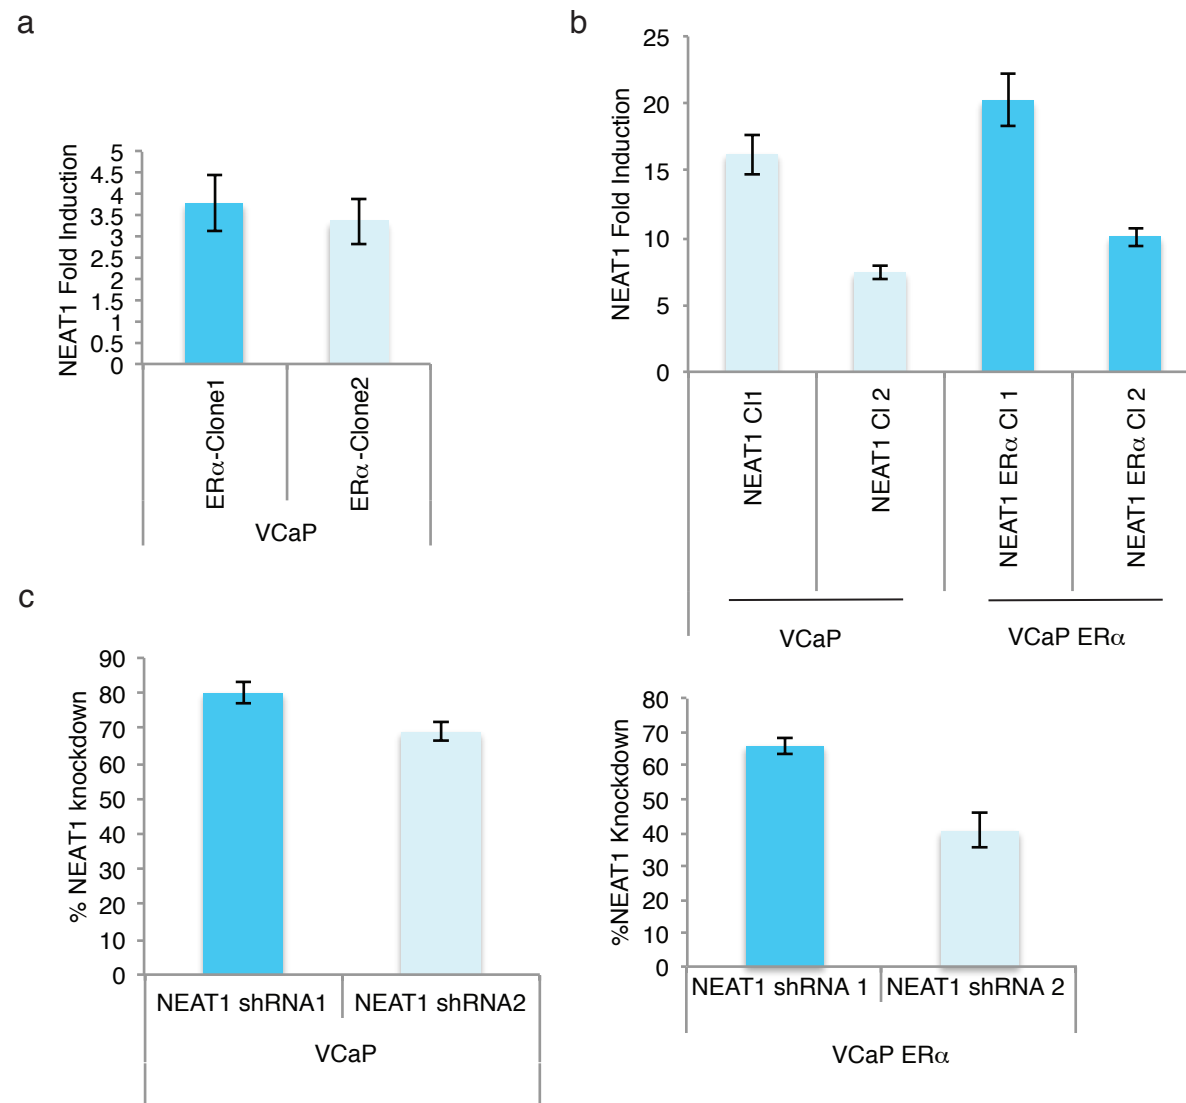 a
NEAT1 Fold Induction
5
4.5
4
3.5
3
2.5
2
1.5
1
0.5
0
ERα-Clone1
ERα-Clone2
VCaP
b
NEAT1 Fold Induction
25
20
15
10
5
0
NEAT1 Cl1
NEAT1 Cl 2
NEAT1 ERα Cl 1
NEAT1 ERα Cl 2
VCaP
VCaP ERα
c
% NEAT1 knockdown
90
80
70
60
50
40
30
20
10
0
NEAT1 shRNA1
NEAT1 shRNA2
VCaP
%NEAT1 Knockdown
80
70
60
50
40
30
20
10
0
NEAT1 shRNA 1
NEAT1 shRNA 2
VCaP ERα